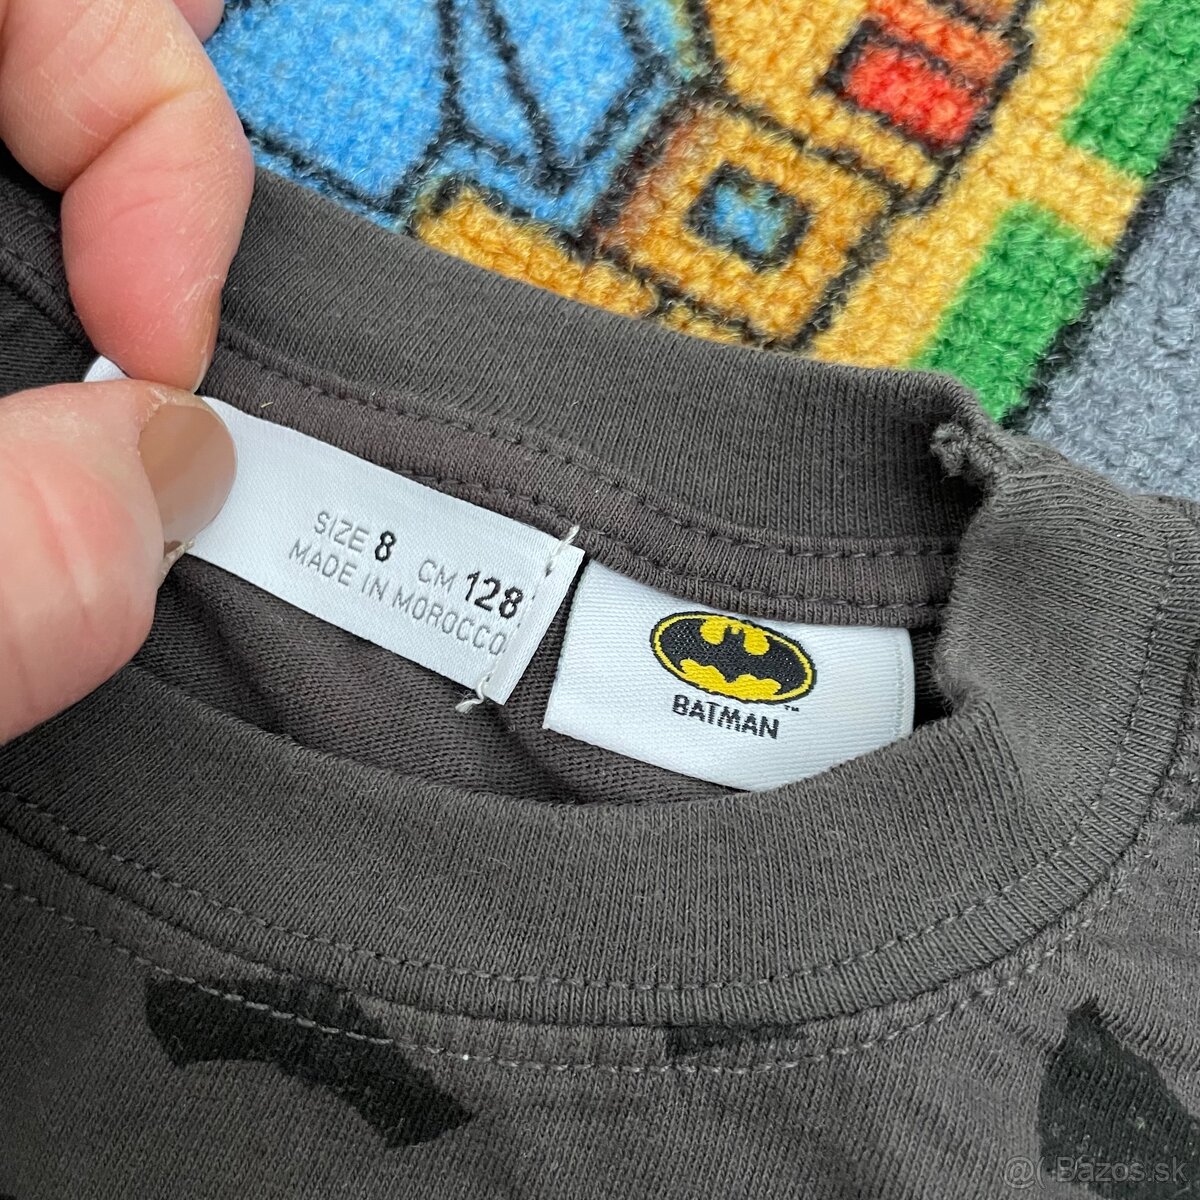 SIZE 8 CM 128
MADE IN MOROCCO
BATMAN™
@( Bazos.sk